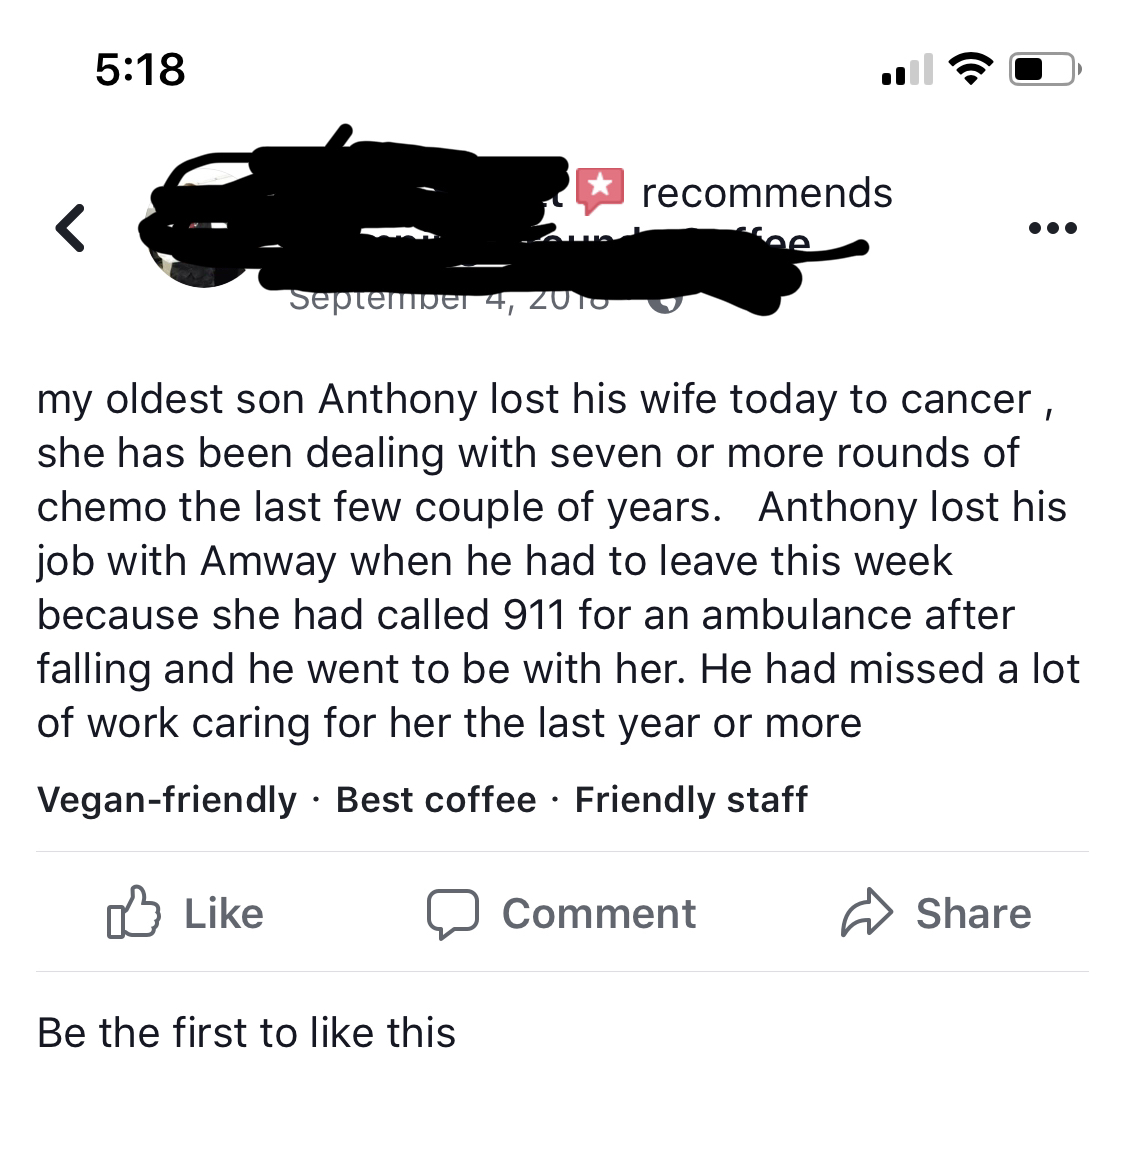 5:18
recommends
September 4, 2018
my oldest son Anthony lost his wife today to cancer ,
she has been dealing with seven or more rounds of
chemo the last few couple of years.   Anthony lost his
job with Amway when he had to leave this week
because she had called 911 for an ambulance after
falling and he went to be with her. He had missed a lot
of work caring for her the last year or more
Vegan-friendly · Best coffee · Friendly staff
Like Comment Share
Be the first to like this